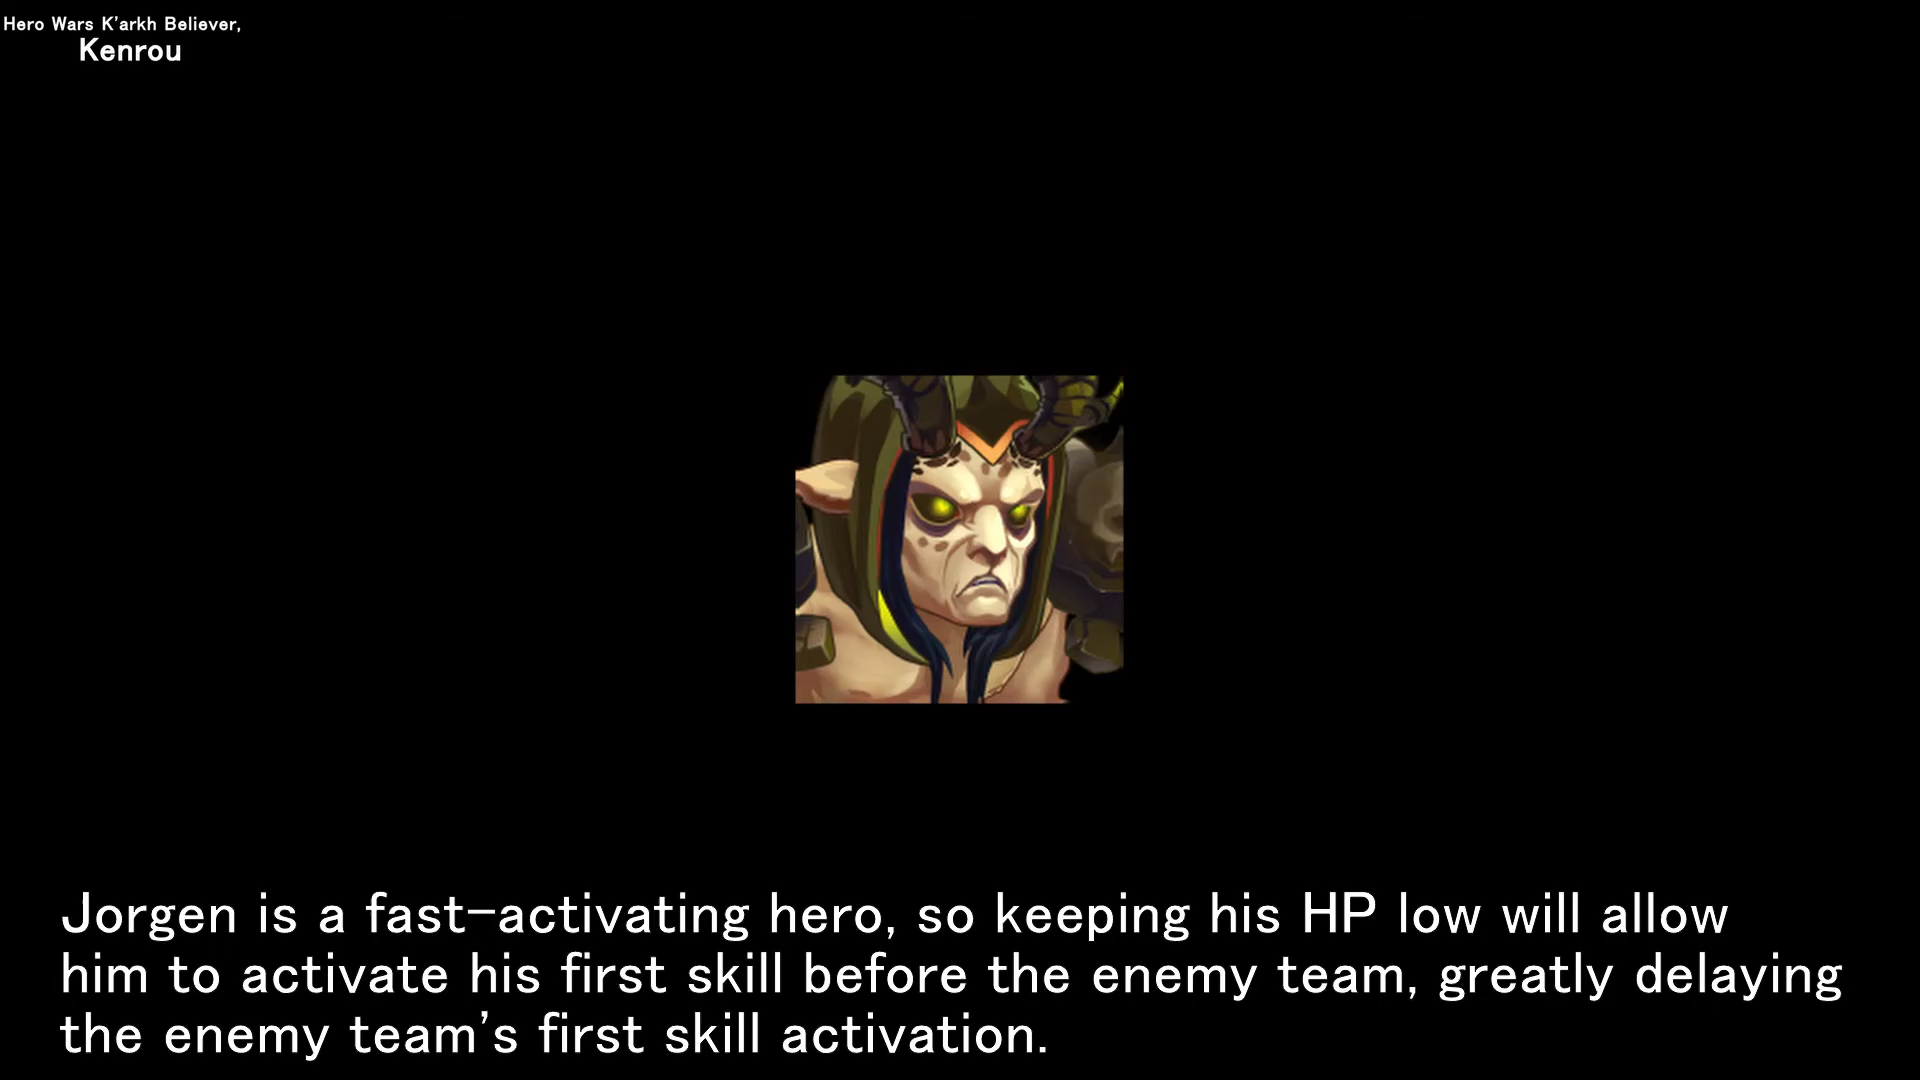 Hero Wars K'arkh Believer,
Kenrou
Jorgen is a fast-activating hero, so keeping his HP low will allow
him to activate his first skill before the enemy team, greatly delaying
the enemy team's first skill activation.